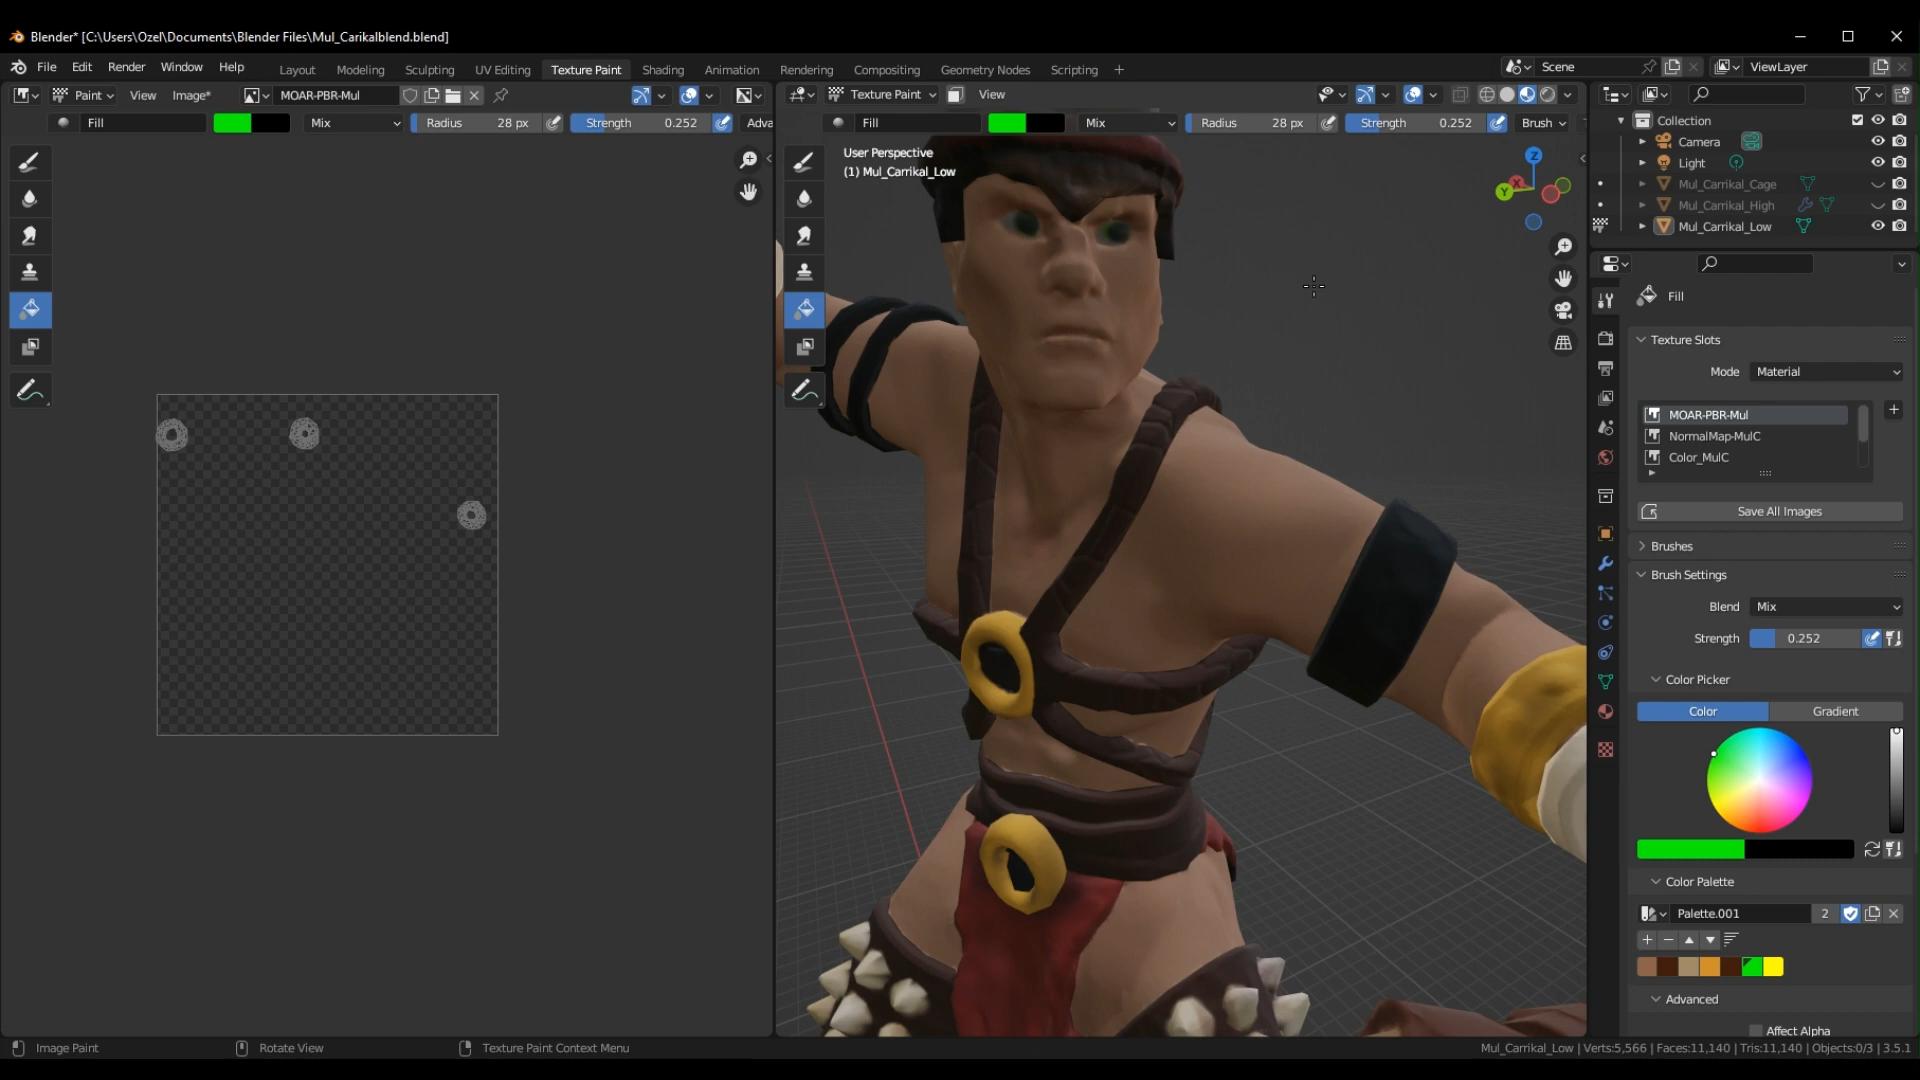 Blender* [C:\Users\Ozel\Documents\Blender Files\Mul_Carikalblend.blend]
File Edit Render Window Help Layout Modeling Sculpting UV Editing Texture Paint Shading Animation Rendering Compositing Geometry Nodes Scripting + Scene ViewLayer
Paint View Image* MOAR-PBR-Mul
Texture Paint View
Fill Mix Radius 28 px Strength 0.252 Adva
Fill Mix Radius 28 px Strength 0.252 Brush
User Perspective
(1) Mul_Carrikal_Low
Z
Y
X
Collection
Camera
Light
Mul_Carrikal_Cage
Mul_Carrikal_High
Mul_Carrikal_Low
Fill
Texture Slots
Mode Material
MOAR-PBR-Mul
NormalMap-MulC
Color_MulC
Save All Images
Brushes
Brush Settings
Blend Mix
Strength 0.252
Color Picker
Color Gradient
Color Palette
Palette.001 2
Advanced
Affect Alpha
Image Paint Rotate View Texture Paint Context Menu
Mul_Carrikal_Low | Verts:5,566 | Faces:11,140 | Tris:11,140 | Objects:0/3 | 3.5.1